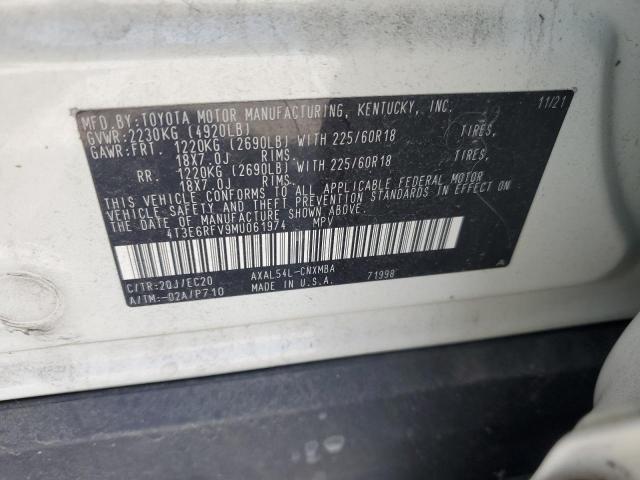 MFD.BY:TOYOTA MOTOR MANUFACTURING, KENTUCKY, INC. 11/21
GVWR:2230KG (4920LB)
GAWR:FRT 1220KG (2690LB) WITH 225/60R18 TIRES,
18X7.0J RIMS.
RR. 1220KG (2690LB) WITH 225/60R18 TIRES,
18X7.0J RIMS.
THIS VEHICLE CONFORMS TO ALL APPLICABLE FEDERAL MOTOR
VEHICLE SAFETY AND THEFT PREVENTION STANDARDS IN EFFECT
ON THE DATE OF MANUFACTURE SHOWN ABOVE.
4T3E6RFV9MU061974 MPV
C/TR:20J/EC20 AXAL54L-CNXMBA 71998 A
A/TM:-02A/P710 MADE IN U.S.A.